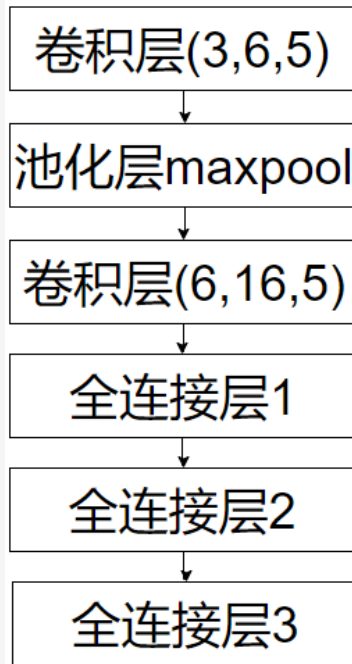 卷积层(3,6,5)
池化层maxpool
卷积层(6,16,5)
全连接层1
全连接层2
全连接层3